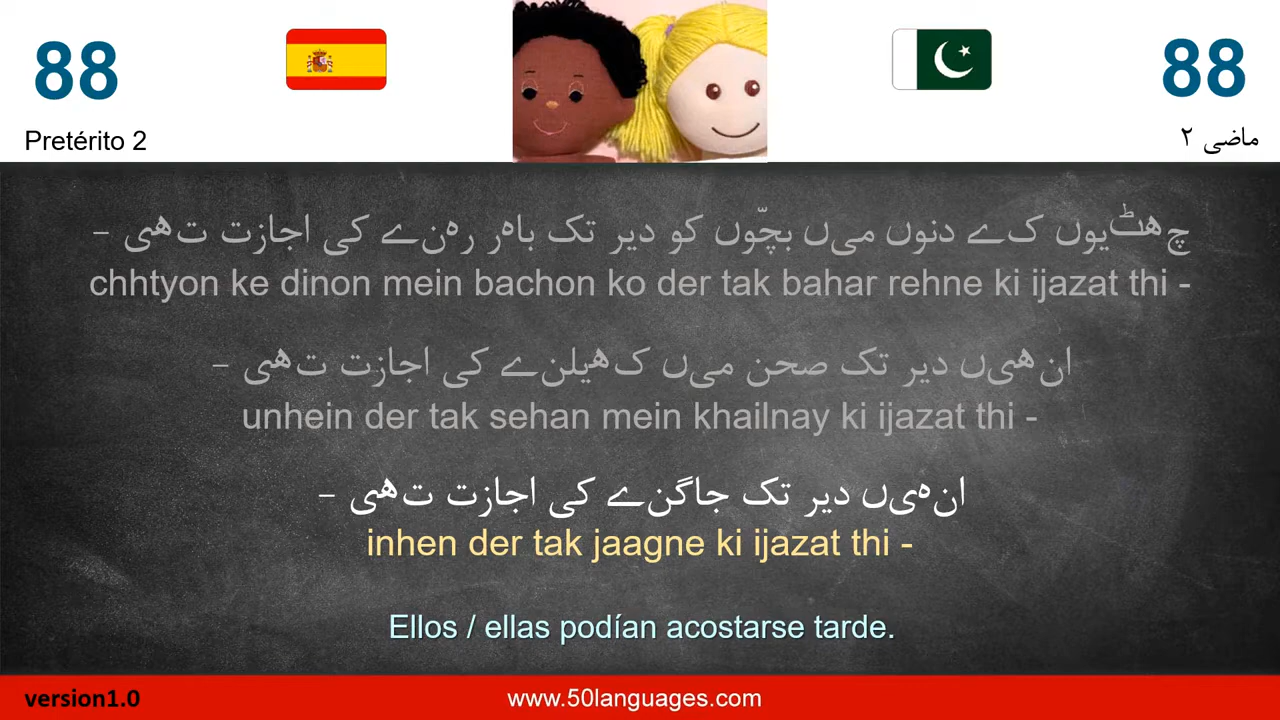 88
88
Pretérito 2
ماضی ۲
چھٹیوں کے دنوں میں بچّوں کو دیر تک باہر رہنے کی اجازت تھی –
chhtyon ke dinon mein bachon ko der tak bahar rehne ki ijazat thi -
انھیں دیر تک صحن میں کھیلنے کی اجازت تھی –
unhein der tak sehan mein khailnay ki ijazat thi -
انہیں دیر تک جاگنے کی اجازت تھی –
inhen der tak jaagne ki ijazat thi -
Ellos / ellas podían acostarse tarde.
version1.0
www.50languages.com